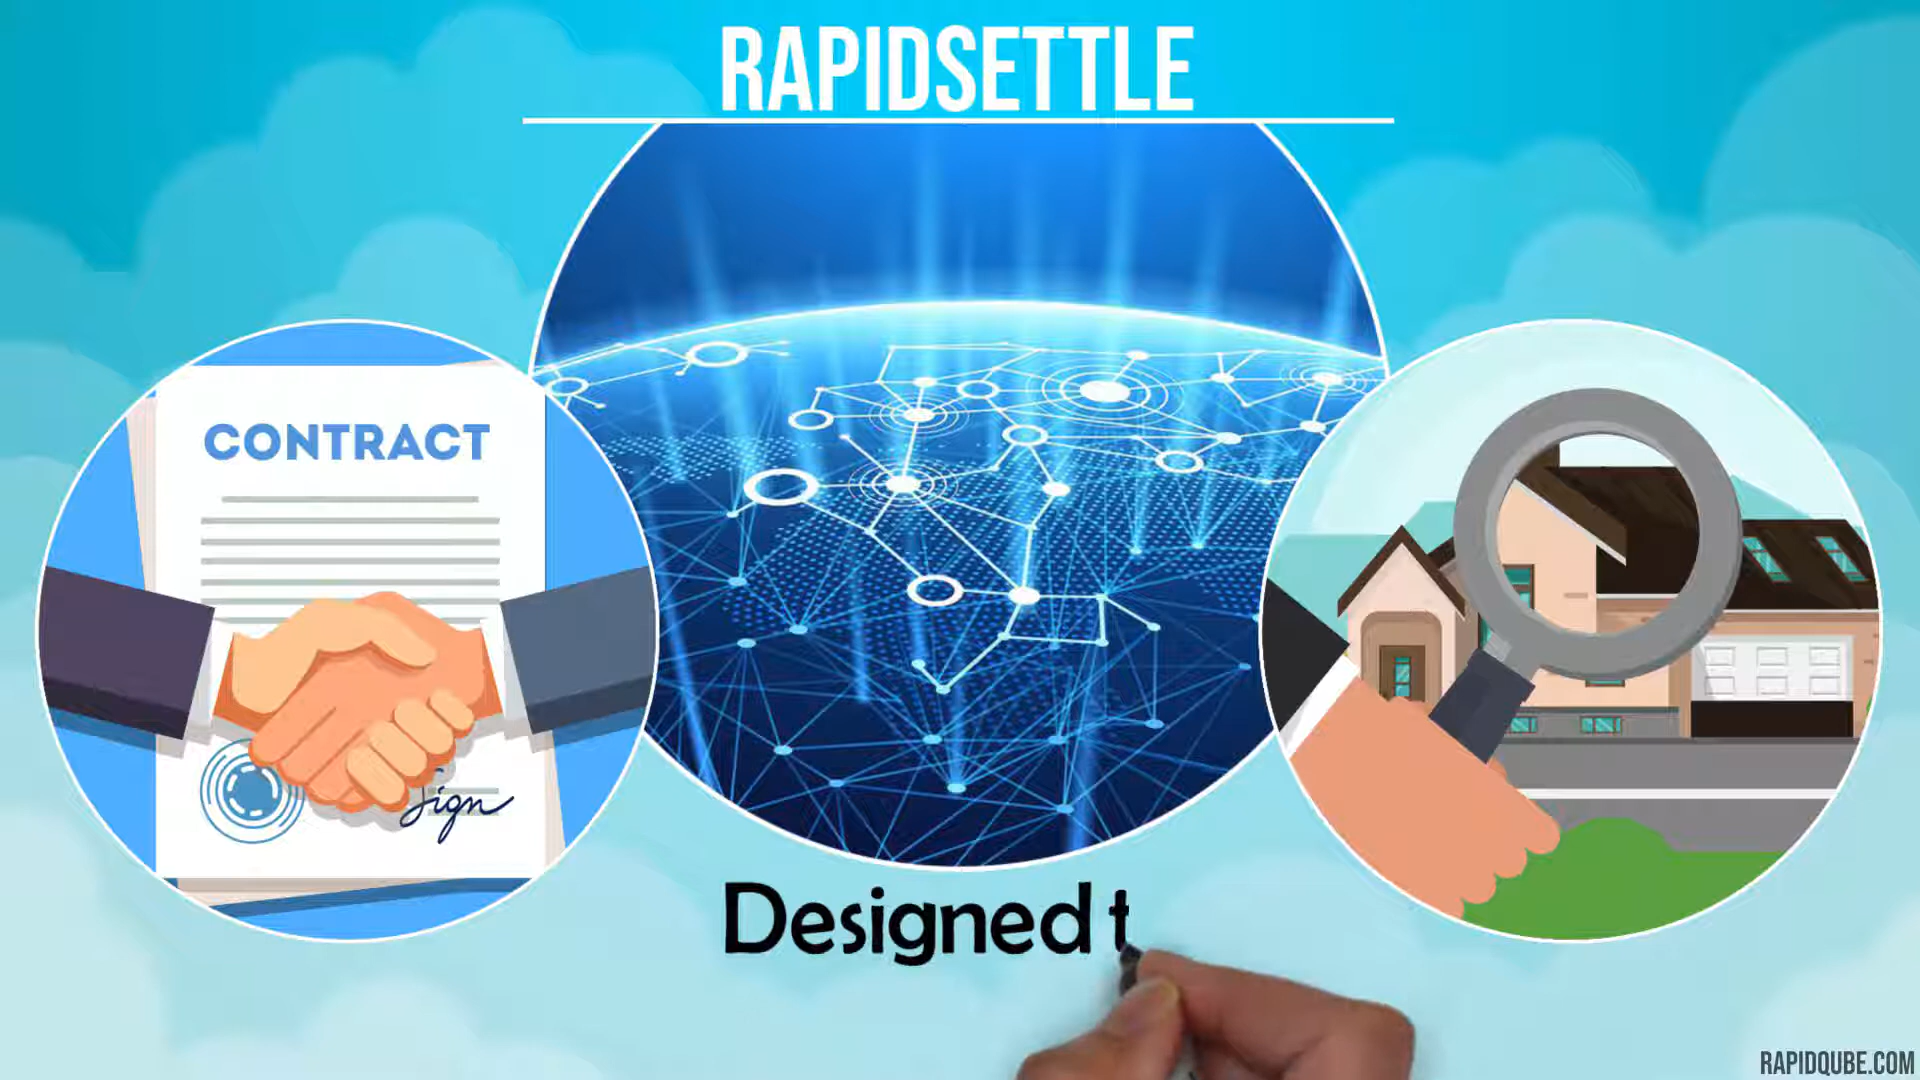 RAPIDSETTLE
CONTRACT
Sign
Designed t
RAPIDQUBE.COM